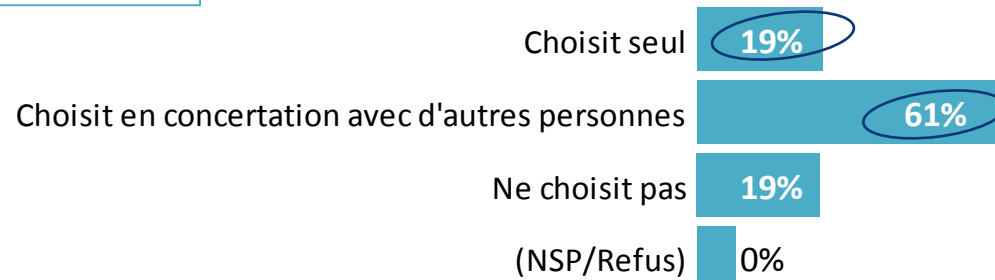 Choisit seul 19%
Choisit en concertation avec d'autres personnes 61%
Ne choisit pas 19%
(NSP/Refus) 0%